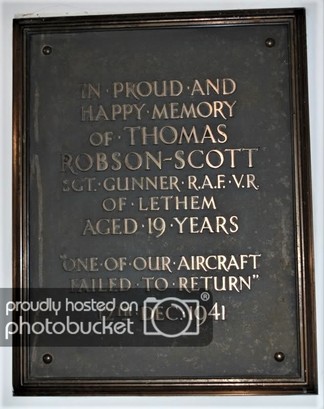 IN·PROUD·AND
HAPPY·MEMORY
OF·THOMAS
ROBSON-SCOTT
SGT·GUNNER·R.A.F.V.R.
OF·LETHEM
AGED·19·YEARS
"ONE·OF·OUR·AIRCRAFT
FAILED·TO·RETURN"
DEC.·1941
proudly hosted on
photobucket